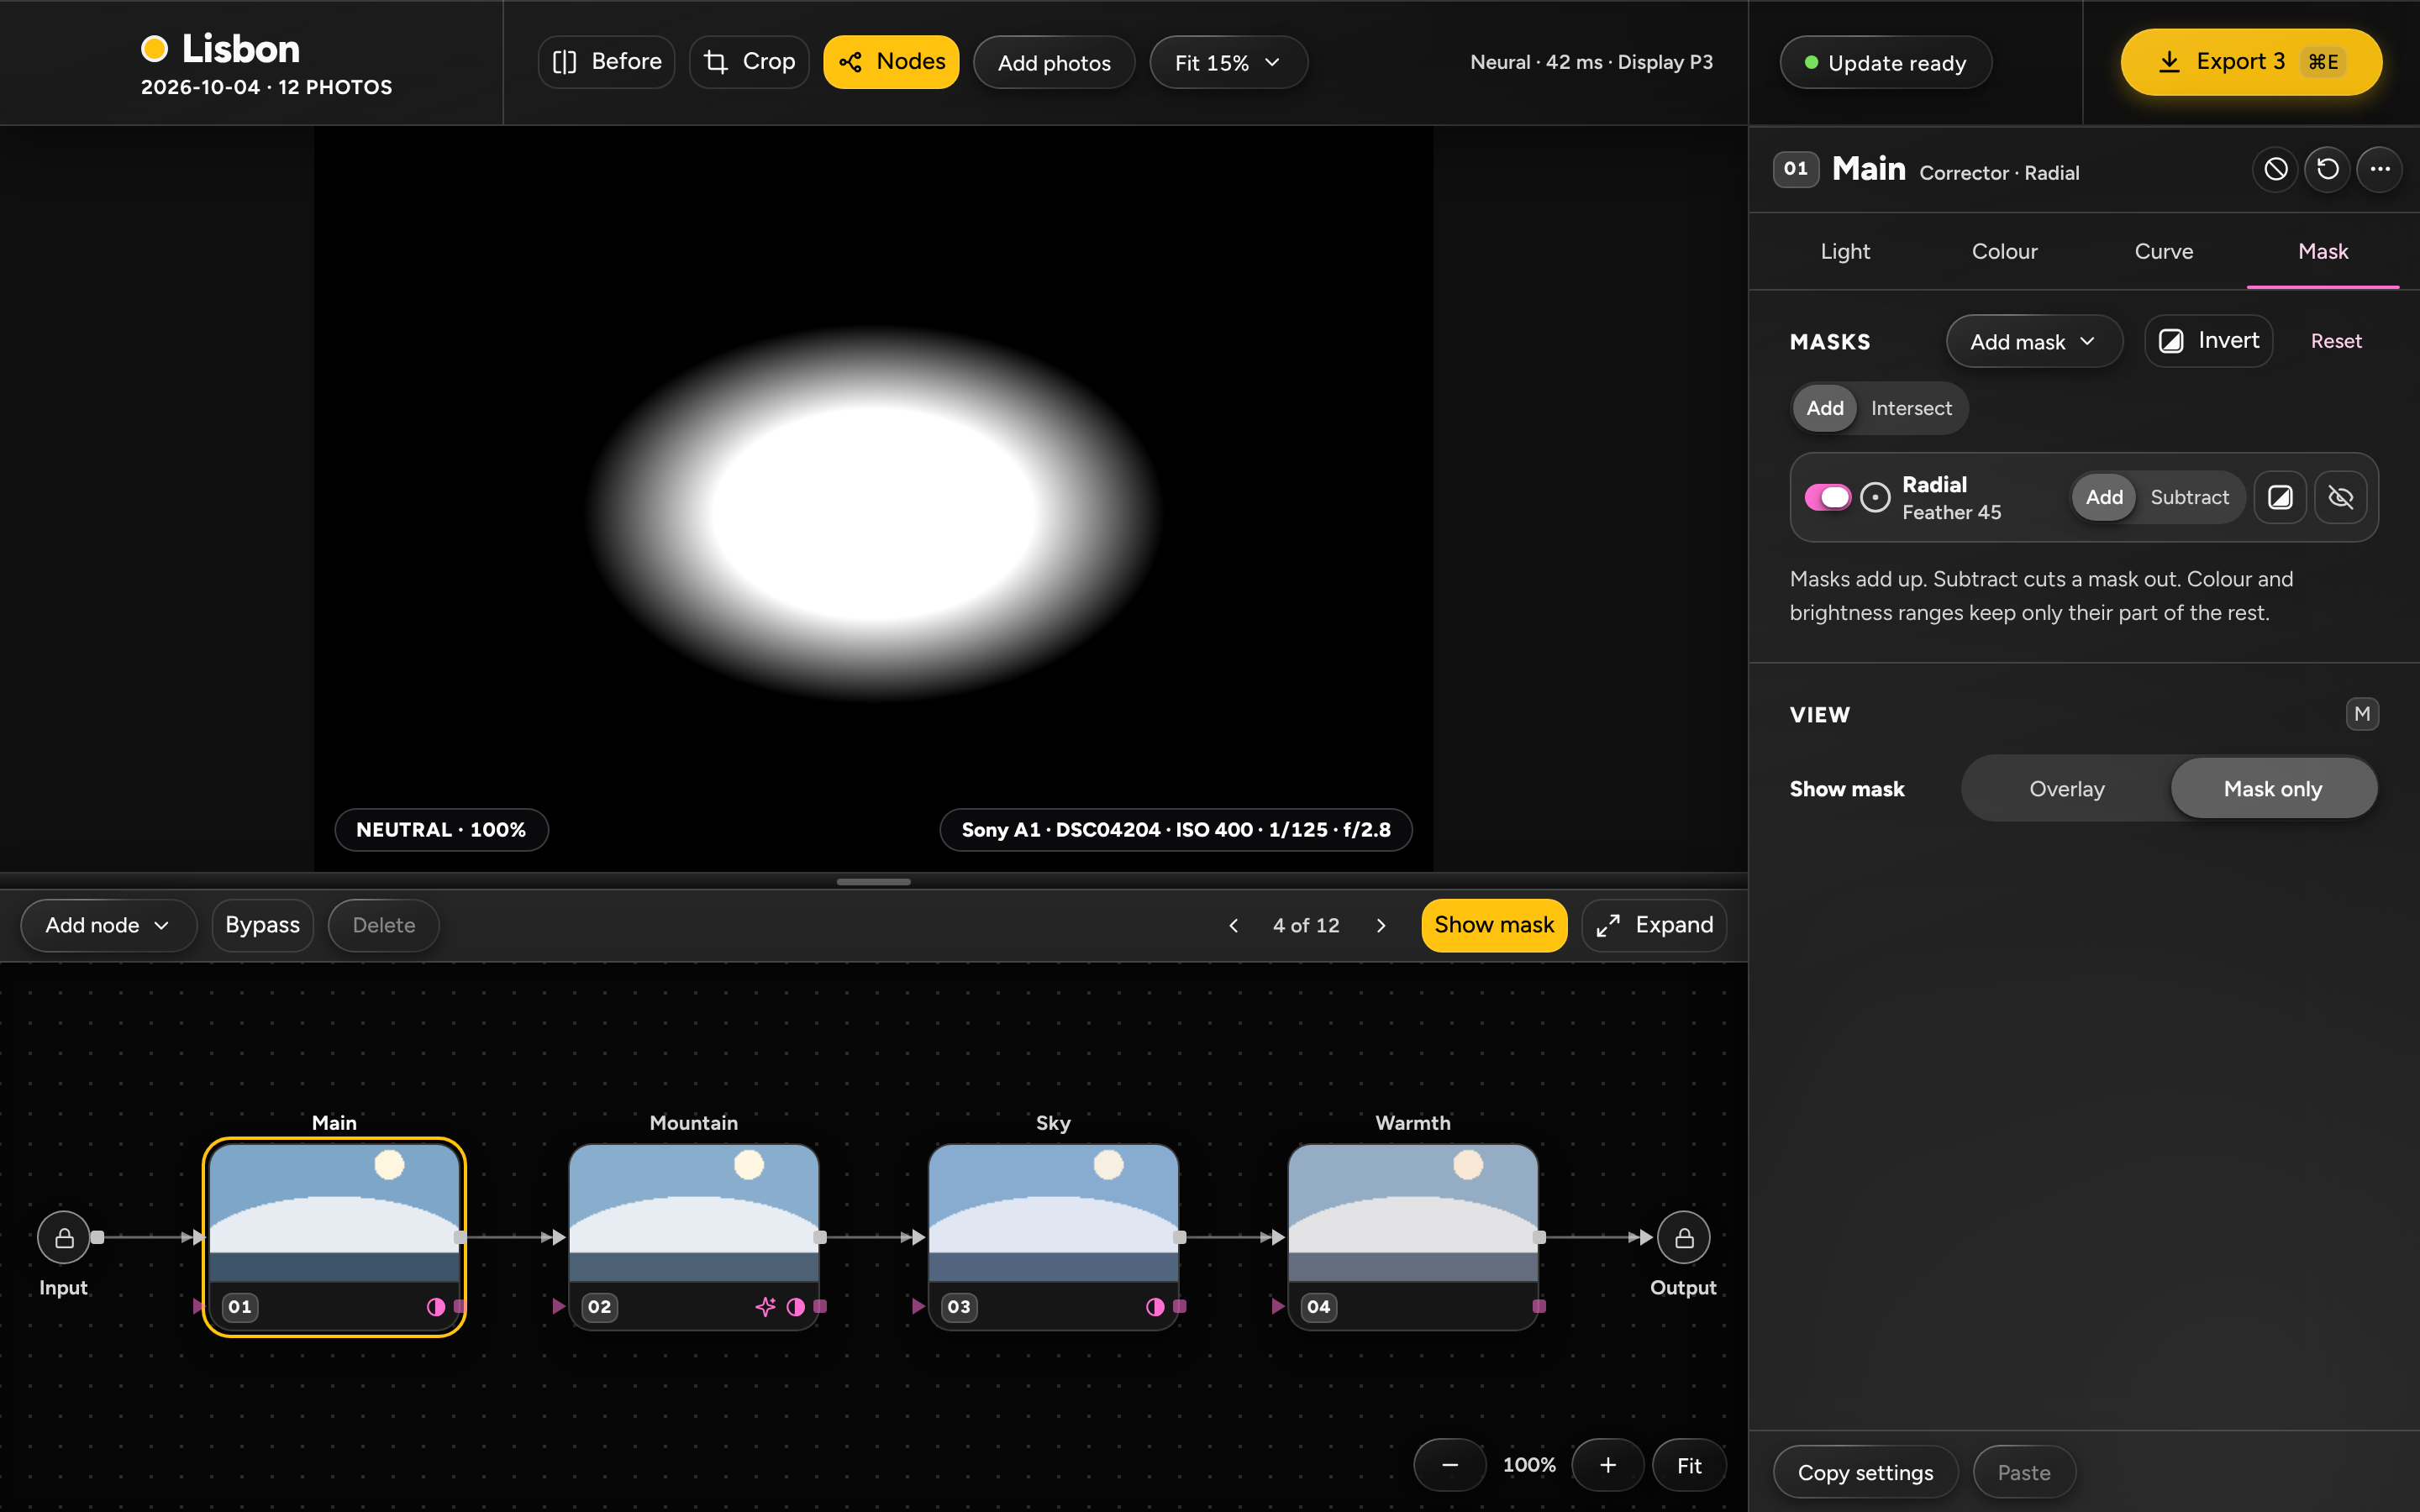 Lisbon
2026-10-04 · 12 PHOTOS
Before
Crop
Nodes
Add photos
Fit 15%
Neural · 42 ms · Display P3
Update ready
Export 3 ⌘E
01 Main Corrector · Radial
Light
Colour
Curve
Mask
MASKS
Add mask
Invert
Reset
Add
Intersect
Radial
Feather 45
Add
Subtract
Masks add up. Subtract cuts a mask out. Colour and
brightness ranges keep only their part of the rest.
VIEW
M
Show mask
Overlay
Mask only
NEUTRAL · 100%
Sony A1 · DSC04204 · ISO 400 · 1/125 · f/2.8
Add node
Bypass
Delete
4 of 12
Show mask
Expand
Main
Mountain
Sky
Warmth
Input
Output
01
02
03
04
100%
Fit
Copy settings
Paste